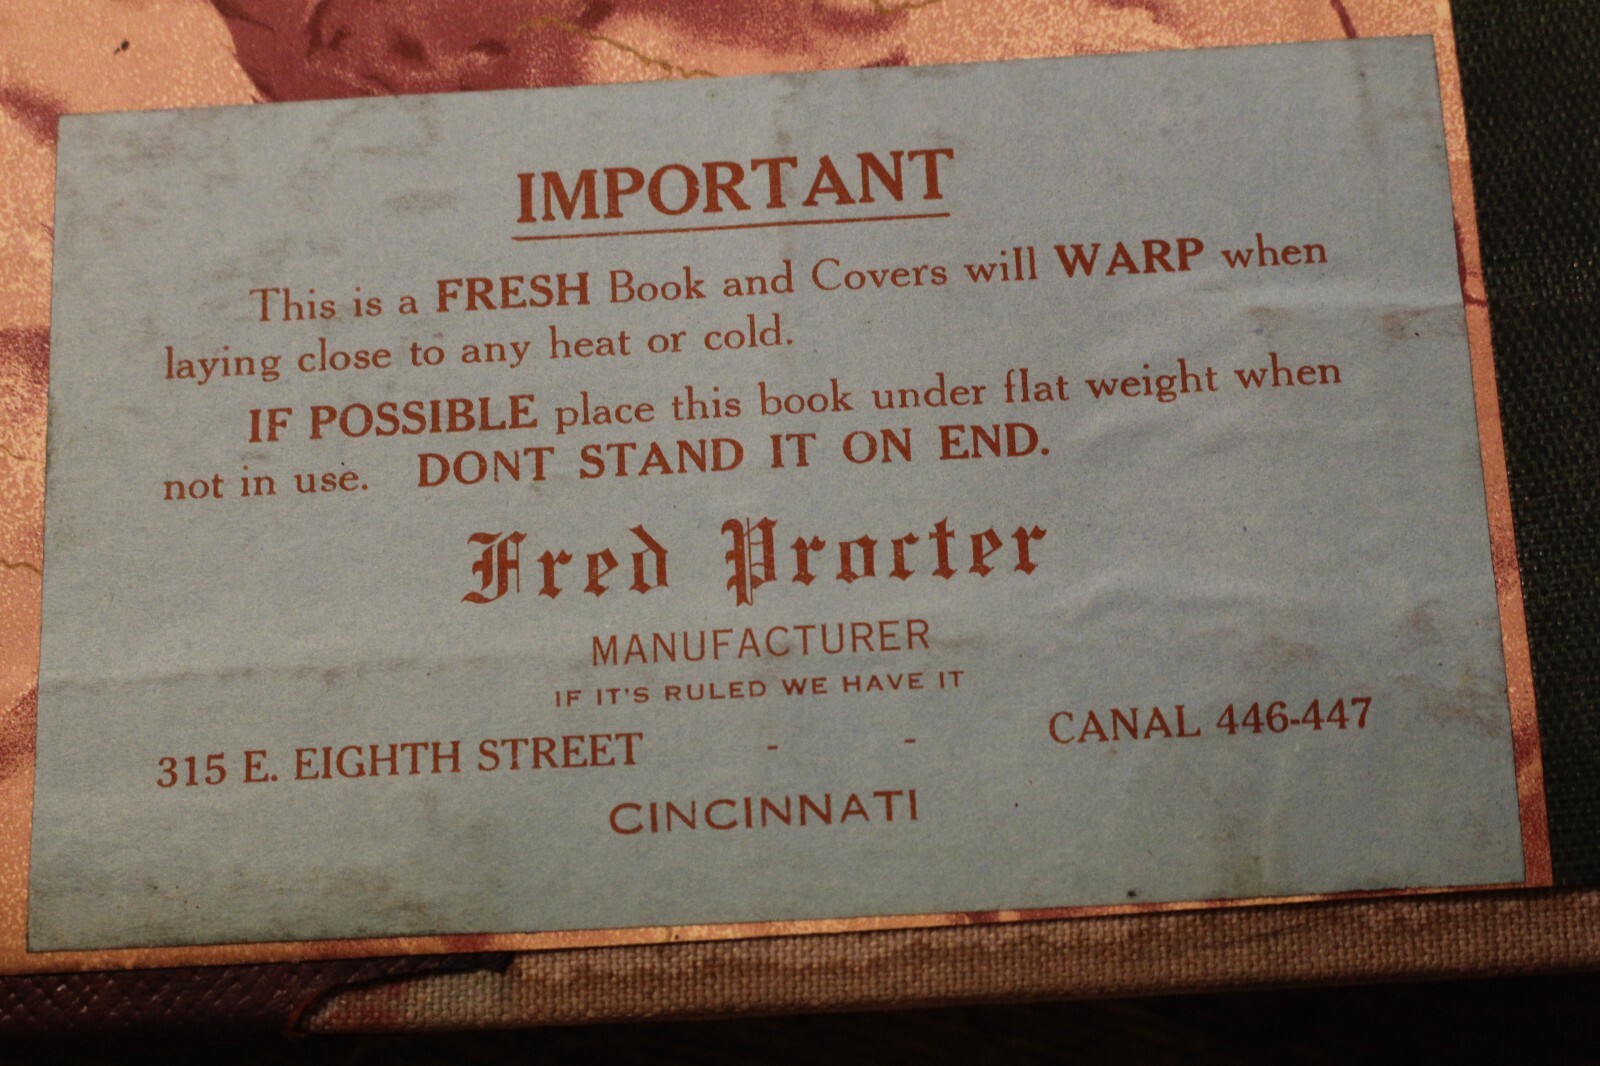 IMPORTANT
This is a FRESH Book and Covers will WARP when
laying close to any heat or cold.
IF POSSIBLE place this book under flat weight when
not in use. DONT STAND IT ON END.
Fred Procter
MANUFACTURER
IF IT'S RULED WE HAVE IT
315 E. EIGHTH STREET - - CANAL 446-447
CINCINNATI